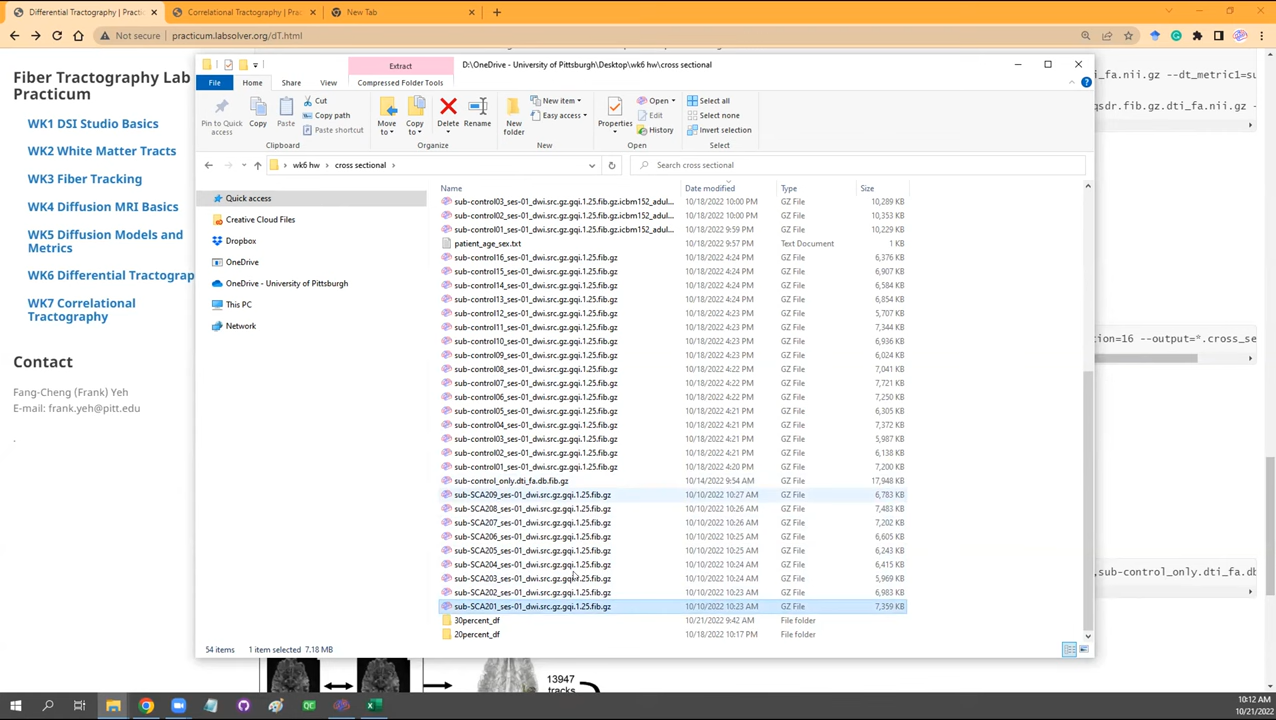 Differential Tractography | Practi
Correlational Tractography | Prac
New Tab
Not secure
practicum.labsolver.org/dT.html
Fiber Tractography Lab
Practicum
WK1 DSI Studio Basics
WK2 White Matter Tracts
WK3 Fiber Tracking
WK4 Diffusion MRI Basics
WK5 Diffusion Models and
Metrics
WK6 Differential Tractograp
WK7 Correlational
Tractography
Contact
Fang-Cheng (Frank) Yeh
E-mail: frank.yeh@pitt.edu
.
Extract
D:\OneDrive - University of Pittsburgh\Desktop\wk6 hw\cross sectional
File
Home
Share
View
Compressed Folder Tools
Pin to Quick
access
Copy
Paste
Cut
Copy path
Paste shortcut
Clipboard
Move
to
Copy
to
Delete
Rename
Organize
New
folder
New item
Easy access
New
Properties
Open
Edit
History
Open
Select all
Select none
Invert selection
Select
wk6 hw
cross sectional
Search cross sectional
Quick access
Creative Cloud Files
Dropbox
OneDrive
OneDrive - University of Pittsburgh
This PC
Network
Name Date modified Type Size
sub-control03_ses-01_dwi.src.gz.gqi.1.25.fib.gz.icbm152_adul... 10/18/2022 10:00 PM GZ File 10,289 KB
sub-control02_ses-01_dwi.src.gz.gqi.1.25.fib.gz.icbm152_adul... 10/18/2022 10:00 PM GZ File 10,353 KB
sub-control01_ses-01_dwi.src.gz.gqi.1.25.fib.gz.icbm152_adul... 10/18/2022 9:59 PM GZ File 10,229 KB
patient_age_sex.txt 10/18/2022 9:57 PM Text Document 1 KB
sub-control16_ses-01_dwi.src.gz.gqi.1.25.fib.gz 10/18/2022 4:24 PM GZ File 6,376 KB
sub-control15_ses-01_dwi.src.gz.gqi.1.25.fib.gz 10/18/2022 4:24 PM GZ File 6,907 KB
sub-control14_ses-01_dwi.src.gz.gqi.1.25.fib.gz 10/18/2022 4:24 PM GZ File 6,584 KB
sub-control13_ses-01_dwi.src.gz.gqi.1.25.fib.gz 10/18/2022 4:24 PM GZ File 6,854 KB
sub-control12_ses-01_dwi.src.gz.gqi.1.25.fib.gz 10/18/2022 4:23 PM GZ File 5,707 KB
sub-control11_ses-01_dwi.src.gz.gqi.1.25.fib.gz 10/18/2022 4:23 PM GZ File 7,344 KB
sub-control10_ses-01_dwi.src.gz.gqi.1.25.fib.gz 10/18/2022 4:23 PM GZ File 6,936 KB
sub-control09_ses-01_dwi.src.gz.gqi.1.25.fib.gz 10/18/2022 4:23 PM GZ File 6,024 KB
sub-control08_ses-01_dwi.src.gz.gqi.1.25.fib.gz 10/18/2022 4:22 PM GZ File 7,560 KB
sub-control07_ses-01_dwi.src.gz.gqi.1.25.fib.gz 10/18/2022 4:22 PM GZ File 7,721 KB
sub-control06_ses-01_dwi.src.gz.gqi.1.25.fib.gz 10/18/2022 4:22 PM GZ File 7,250 KB
sub-control05_ses-01_dwi.src.gz.gqi.1.25.fib.gz 10/18/2022 4:21 PM GZ File 6,305 KB
sub-control04_ses-01_dwi.src.gz.gqi.1.25.fib.gz 10/18/2022 4:21 PM GZ File 7,372 KB
sub-control03_ses-01_dwi.src.gz.gqi.1.25.fib.gz 10/18/2022 4:21 PM GZ File 5,987 KB
sub-control02_ses-01_dwi.src.gz.gqi.1.25.fib.gz 10/18/2022 4:21 PM GZ File 6,138 KB
sub-control01_ses-01_dwi.src.gz.gqi.1.25.fib.gz 10/18/2022 4:20 PM GZ File 7,200 KB
sub-control_only.dti_fa.db.fib.gz 10/14/2022 9:54 AM GZ File 17,948 KB
sub-SCA209_ses-01_dwi.src.gz.gqi.1.25.fib.gz 10/10/2022 10:27 AM GZ File 6,783 KB
sub-SCA208_ses-01_dwi.src.gz.gqi.1.25.fib.gz 10/10/2022 10:26 AM GZ File 7,483 KB
sub-SCA207_ses-01_dwi.src.gz.gqi.1.25.fib.gz 10/10/2022 10:26 AM GZ File 7,202 KB
sub-SCA206_ses-01_dwi.src.gz.gqi.1.25.fib.gz 10/10/2022 10:25 AM GZ File 6,605 KB
sub-SCA205_ses-01_dwi.src.gz.gqi.1.25.fib.gz 10/10/2022 10:25 AM GZ File 6,243 KB
sub-SCA204_ses-01_dwi.src.gz.gqi.1.25.fib.gz 10/10/2022 10:24 AM GZ File 6,415 KB
sub-SCA203_ses-01_dwi.src.gz.gqi.1.25.fib.gz 10/10/2022 10:24 AM GZ File 5,969 KB
sub-SCA202_ses-01_dwi.src.gz.gqi.1.25.fib.gz 10/10/2022 10:23 AM GZ File 6,983 KB
sub-SCA201_ses-01_dwi.src.gz.gqi.1.25.fib.gz 10/10/2022 10:23 AM GZ File 7,359 KB
30percent_df 10/21/2022 9:42 AM File folder
20percent_df 10/18/2022 10:17 PM File folder
54 items 1 item selected 7.18 MB
i_fa.nii.gz --dt_metric1=su
qsdr.fib.gz.dti_fa.nii.gz -
ction=16 --output=*.cross_se
,sub-control_only.dti_fa.db
13947
tracks
10:12 AM
10/21/2022